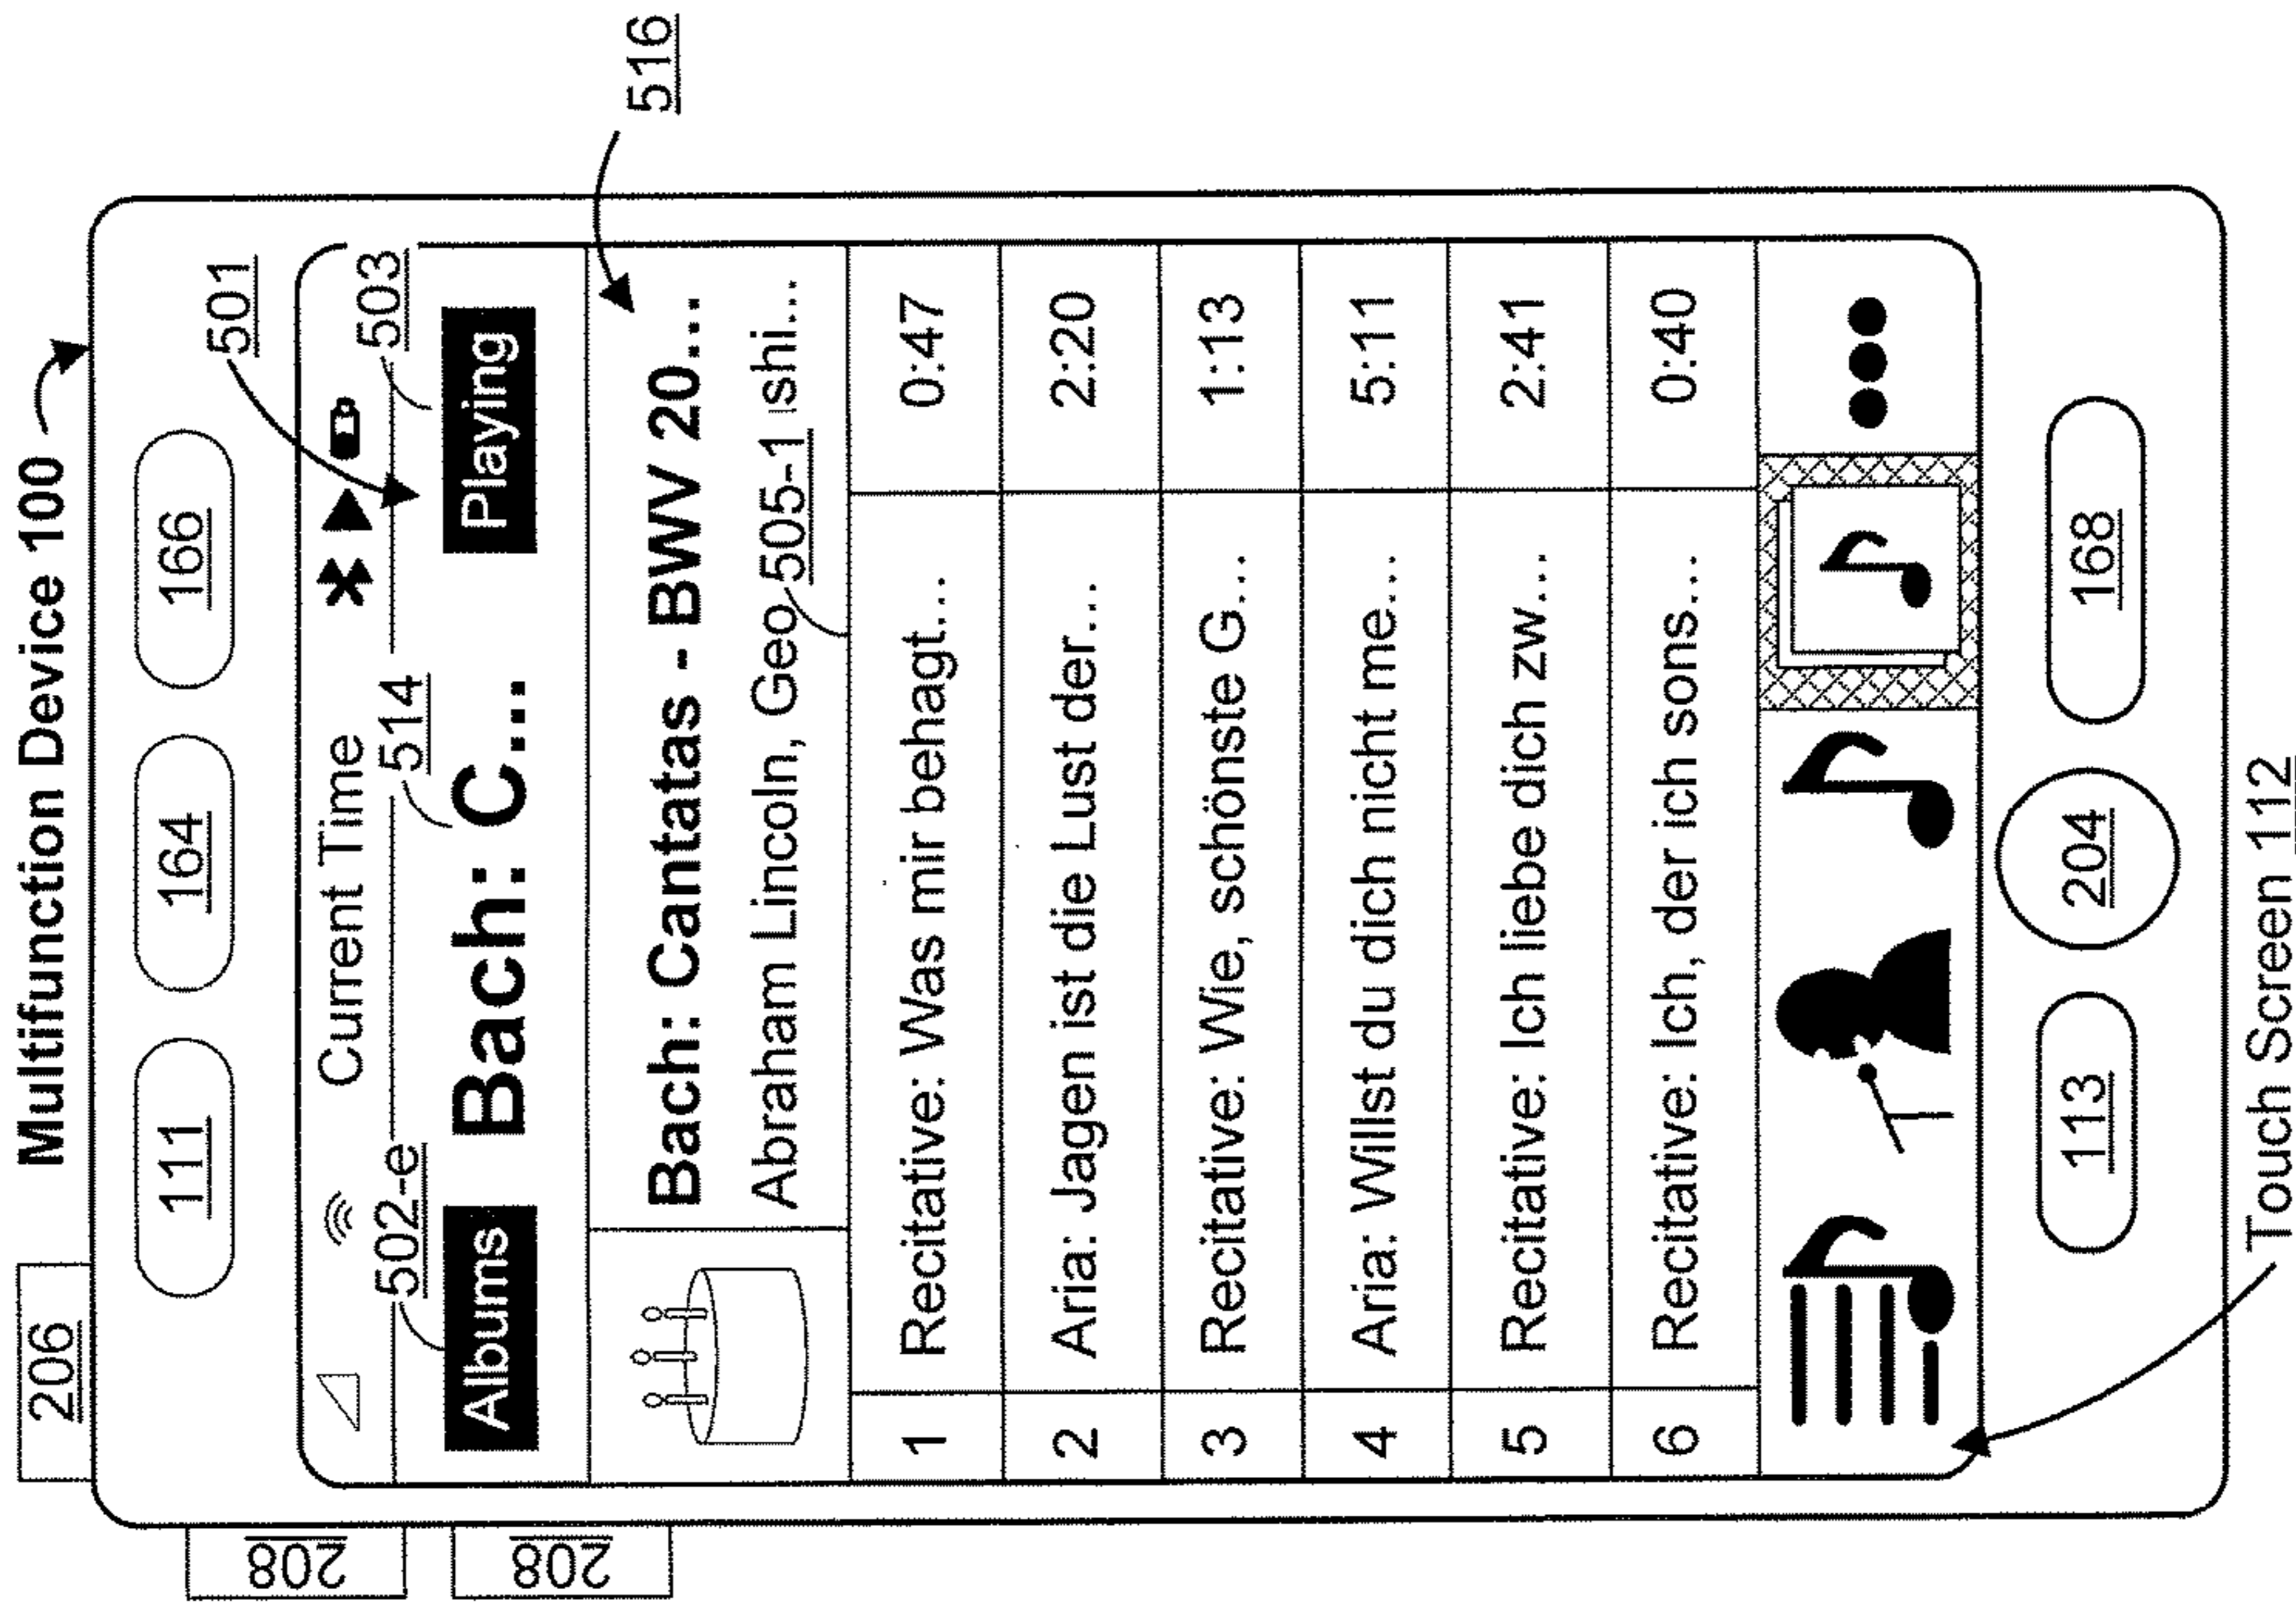 Multifunction Device 100
206
111
164
166
208
208
501
Current Time
502-e
514
503
Albums
Bach: C...
Playing
516
Bach: Cantatas - BWV 20...
Abraham Lincoln, Geo
shi...
505-1
1 Recitative: Was mir behagt... 0:47
2 Aria: Jagen ist die Lust der... 2:20
3 Recitative: Wie, schönste G... 1:13
4 Aria: Willst du dich nicht me... 5:11
5 Recitative: Ich liebe dich zw... 2:41
6 Recitative: Ich, der ich sons... 0:40
113
204
168
Touch Screen 112